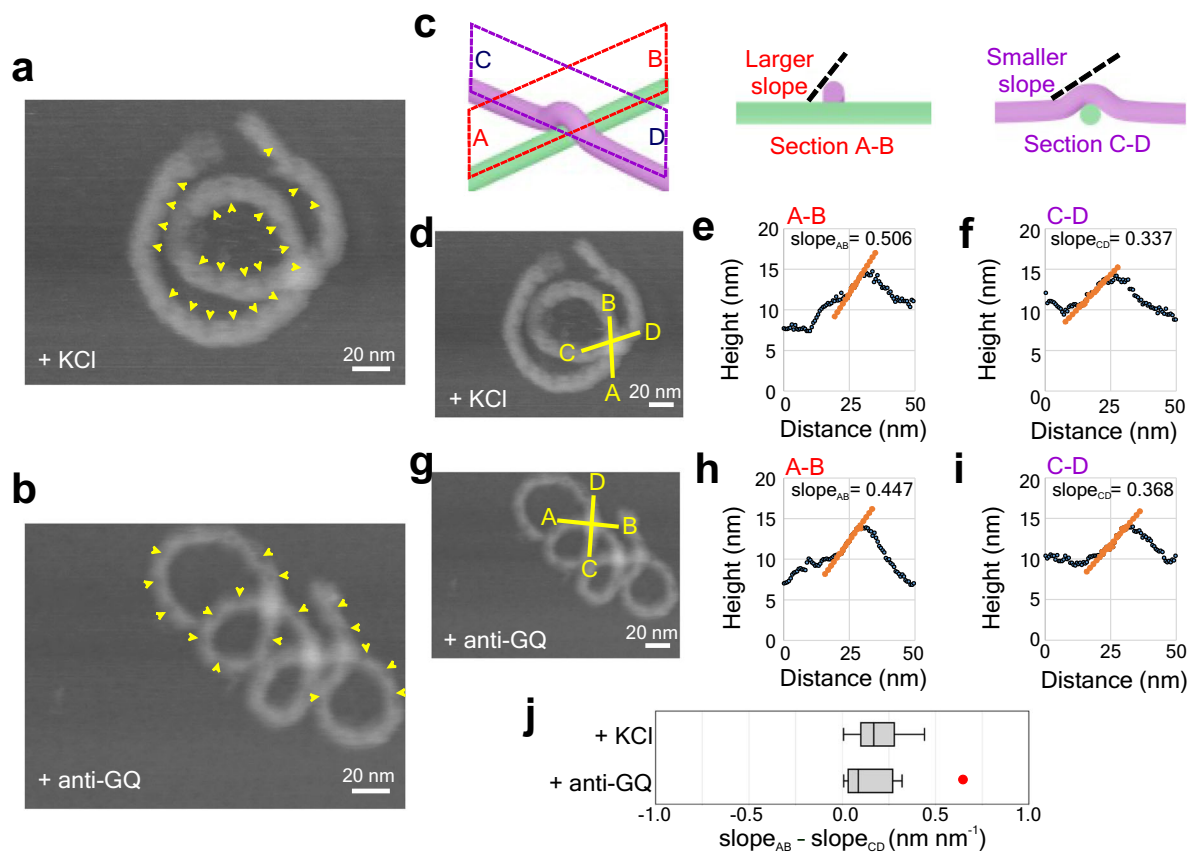 a
+ KCl
20 nm
b
+ anti-GQ
20 nm
c
C
B
A
D
Larger
slope
Section A-B
Smaller
slope
Section C-D
d
B
D
C
A
+ KCl
20 nm
e
A-B
slopeAB= 0.506
20
15
10
5
0
Height (nm)
0 25 50
Distance (nm)
f
C-D
slopeCD= 0.337
20
15
10
5
0
Height (nm)
0 25 50
Distance (nm)
g
D
A
B
C
+ anti-GQ
20 nm
h
A-B
slopeAB= 0.447
20
15
10
5
0
Height (nm)
0 25 50
Distance (nm)
i
C-D
slopeCD= 0.368
20
15
10
5
0
Height (nm)
0 25 50
Distance (nm)
j
+ KCl
+ anti-GQ
-1.0 -0.5 0.0 0.5 1.0
slopeAB - slopeCD (nm nm-1)